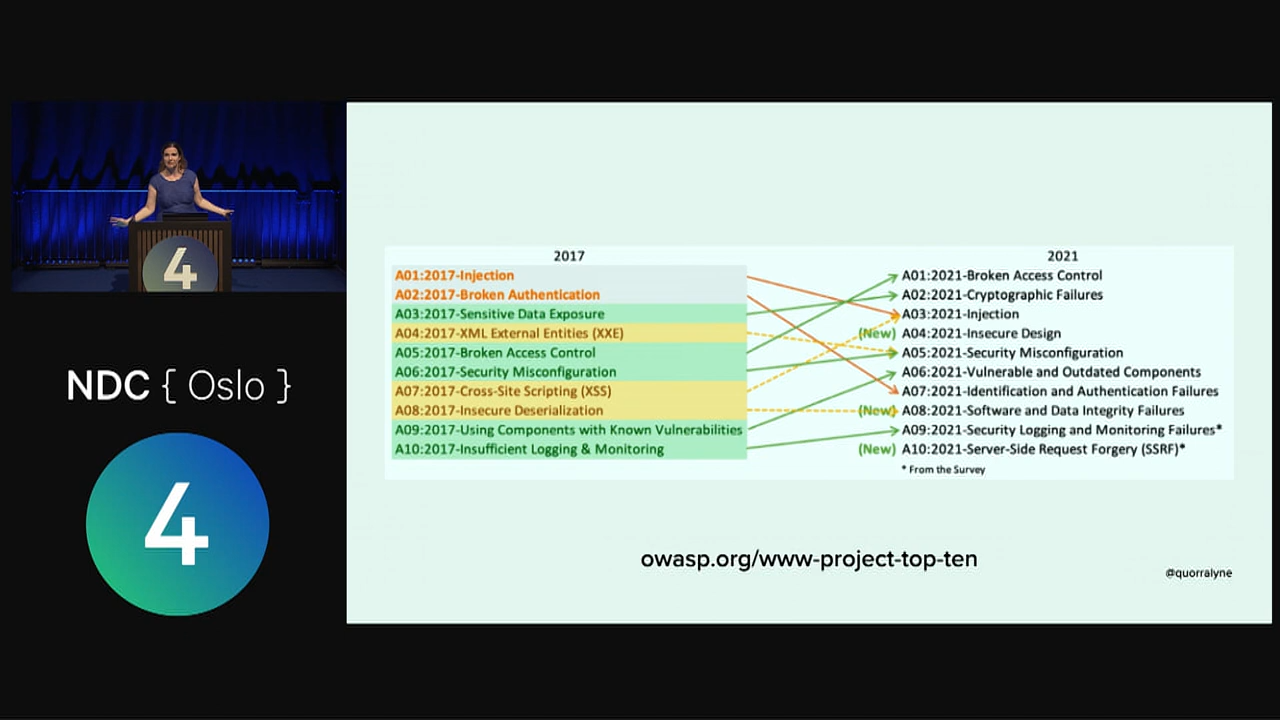 4
NDC { Oslo }
4
2017
A01:2017-Injection
A02:2017-Broken Authentication
A03:2017-Sensitive Data Exposure
A04:2017-XML External Entities (XXE)
A05:2017-Broken Access Control
A06:2017-Security Misconfiguration
A07:2017-Cross-Site Scripting (XSS)
A08:2017-Insecure Deserialization
A09:2017-Using Components with Known Vulnerabilities
A10:2017-Insufficient Logging & Monitoring
2021
A01:2021-Broken Access Control
A02:2021-Cryptographic Failures
A03:2021-Injection
(New) A04:2021-Insecure Design
A05:2021-Security Misconfiguration
A06:2021-Vulnerable and Outdated Components
A07:2021-Identification and Authentication Failures
(New) A08:2021-Software and Data Integrity Failures
A09:2021-Security Logging and Monitoring Failures*
(New) A10:2021-Server-Side Request Forgery (SSRF)*
* From the Survey
owasp.org/www-project-top-ten
@quorralyne